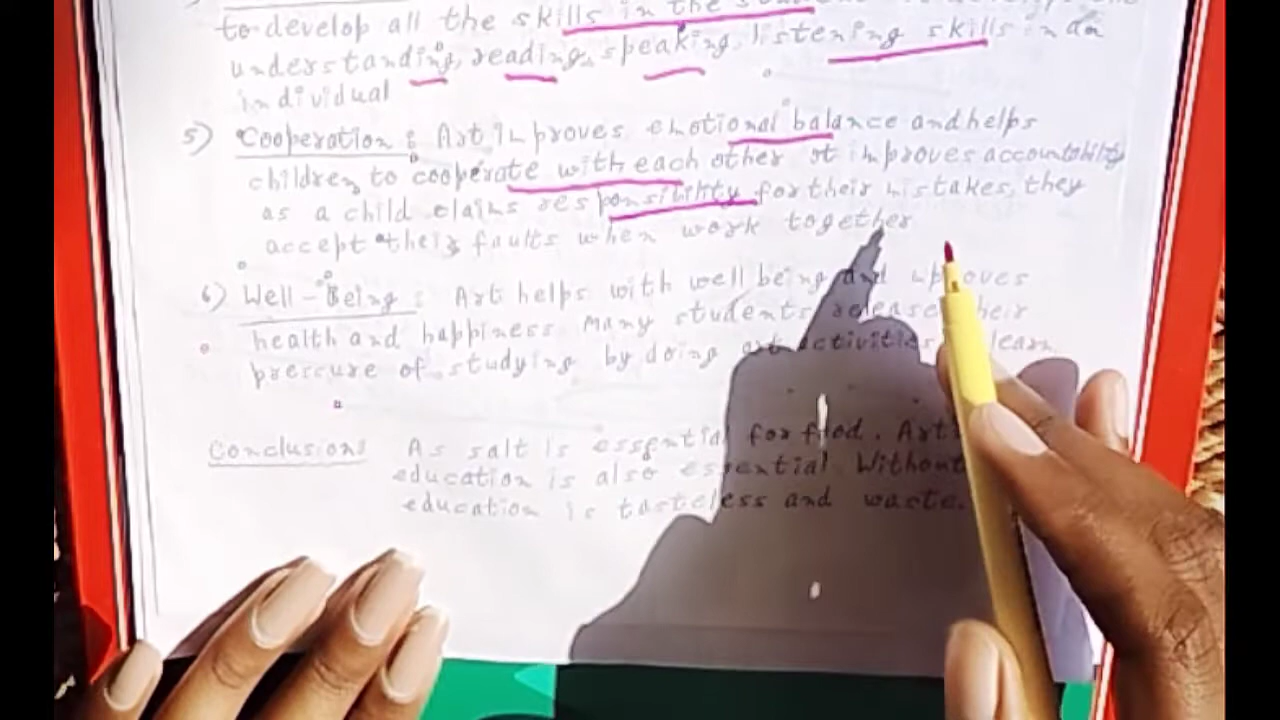 to develop all the skills in the
understanding, reading, speaking, listening skills in an
individual
5) Cooperation: Art improves emotional balance and helps
children to cooperate with each other It improves accountability
as a child claims responsibility for their mistakes, they
accept their faults when work together
6) Well-Being: Art helps with well being and improves
health and happiness Many students release their
pressure of studying by doing art activities learn
Conclusions As salt is essential for food. Art
education is also essential Without
education is tasteless and waste.